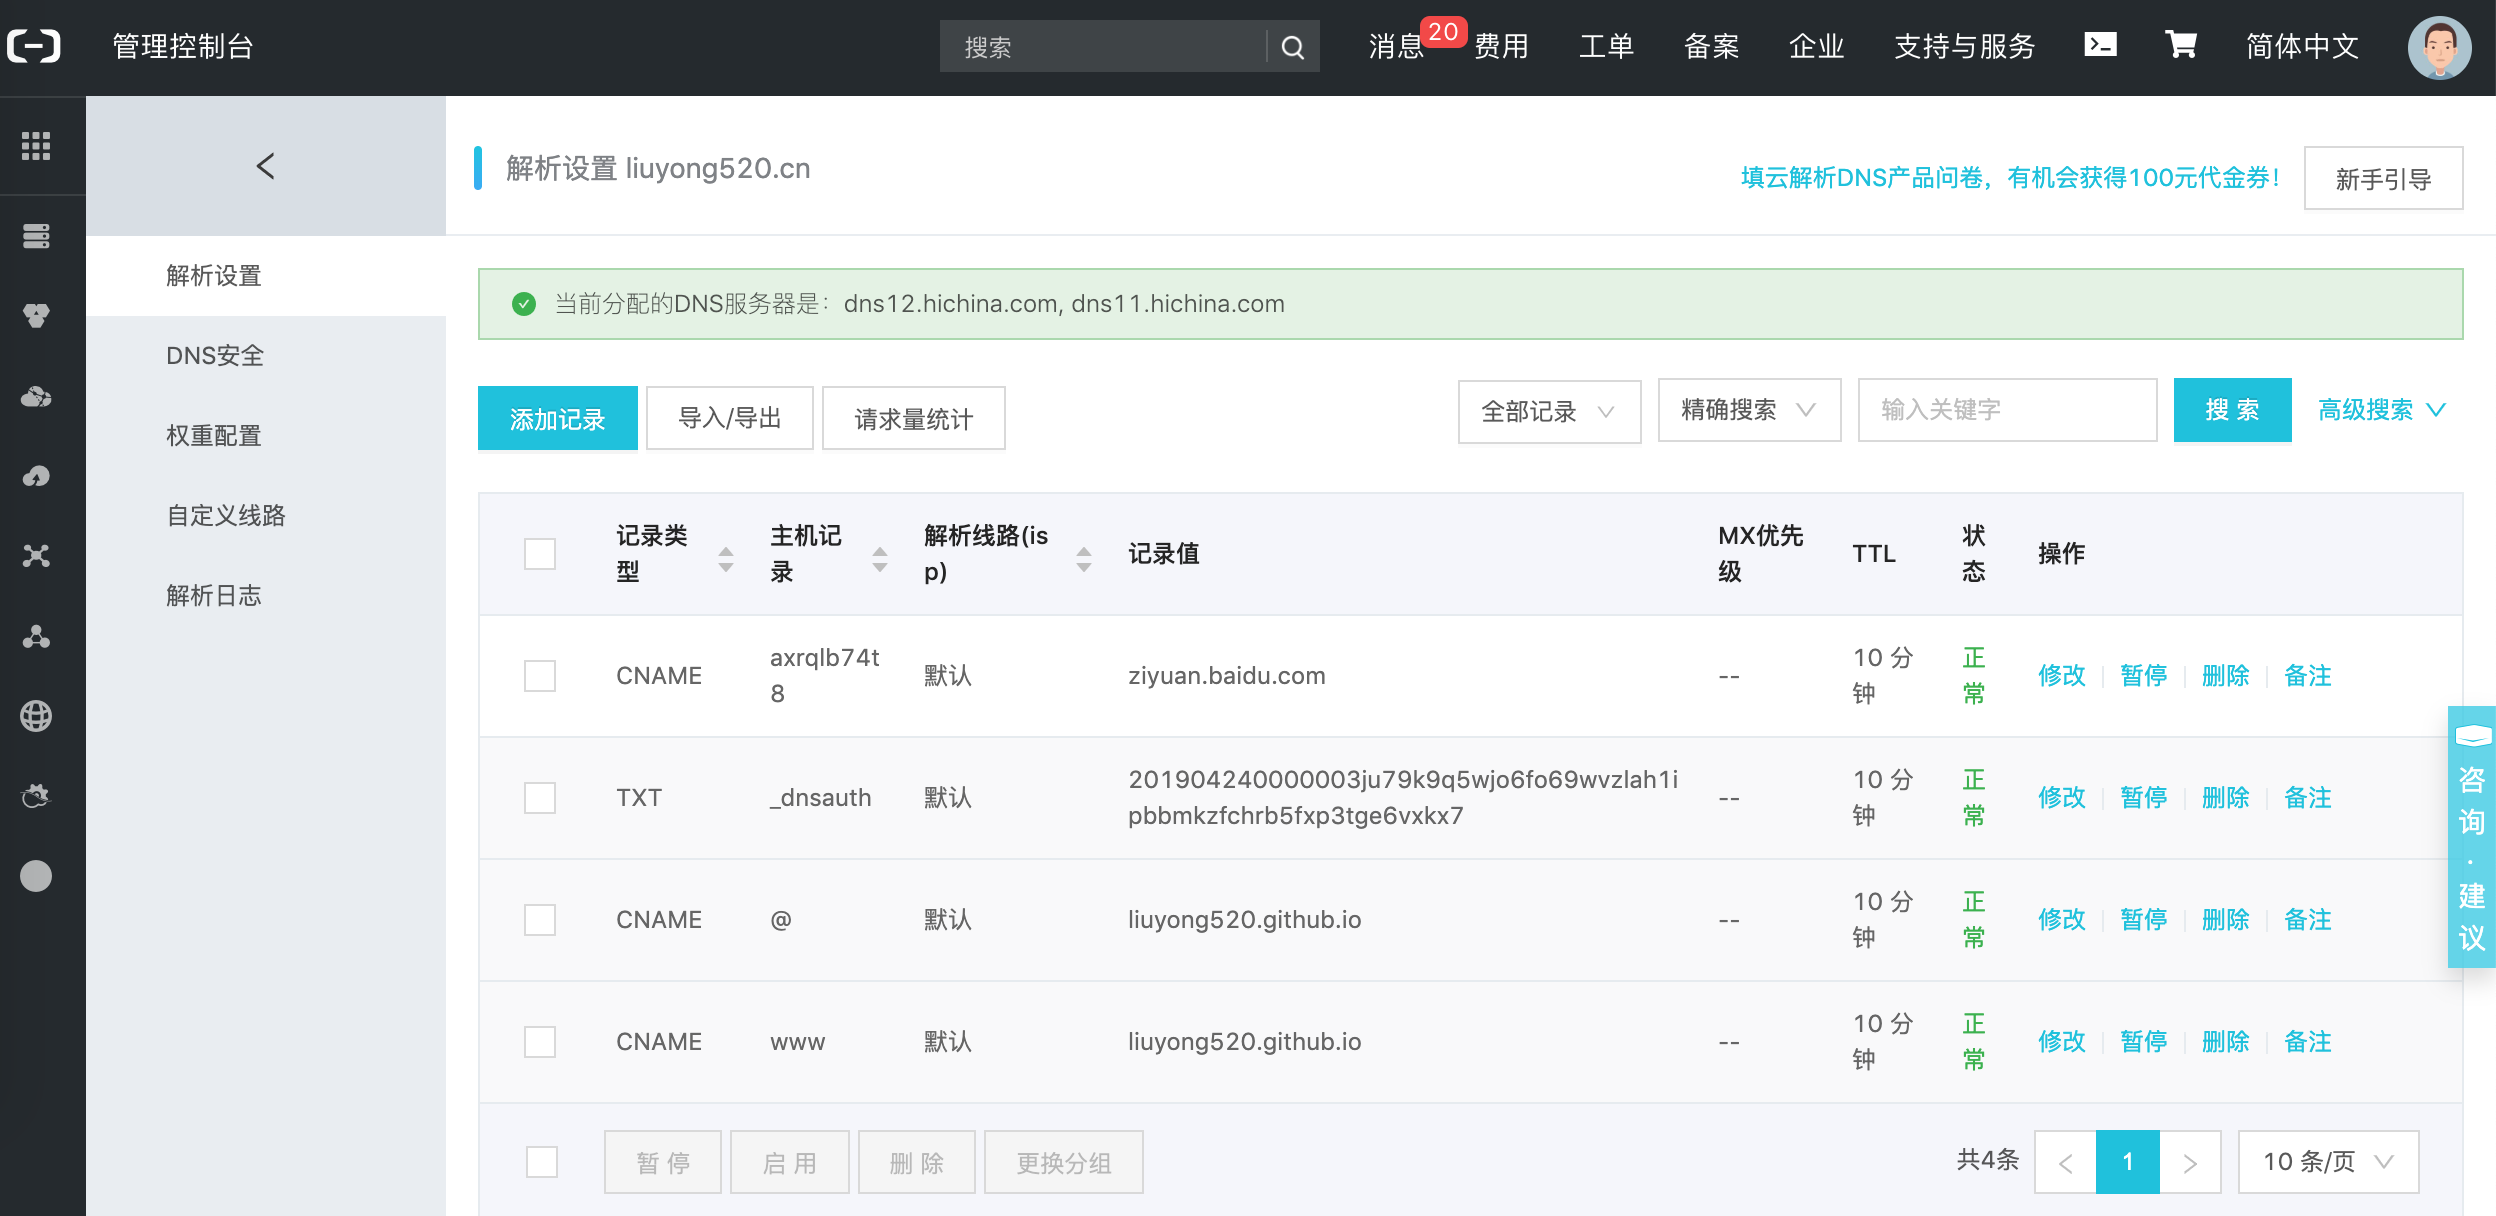 管理控制台
搜索
消息 20
费用
工单
备案
企业
支持与服务
简体中文
解析设置 liuyong520.cn
填云解析DNS产品问卷，有机会获得100元代金券！
新手引导
解析设置
DNS安全
权重配置
自定义线路
解析日志
当前分配的DNS服务器是：dns12.hichina.com, dns11.hichina.com
添加记录
导入/导出
请求量统计
全部记录
精确搜索
输入关键字
搜 索
高级搜索
记录类
型
主机记
录
解析线路(is
p)
记录值
MX优先
级
TTL
状
态
操作
CNAME
axrqlb74t
8
默认
ziyuan.baidu.com
--
10 分
钟
正
常
修改
暂停
删除
备注
TXT
_dnsauth
默认
201904240000003ju79k9q5wjo6fo69wvzlah1i
pbbmkzfchrb5fxp3tge6vxkx7
--
10 分
钟
正
常
修改
暂停
删除
备注
CNAME
@
默认
liuyong520.github.io
--
10 分
钟
正
常
修改
暂停
删除
备注
CNAME
www
默认
liuyong520.github.io
--
10 分
钟
正
常
修改
暂停
删除
备注
暂 停
启 用
删 除
更换分组
共4条
<
1
>
10 条/页
咨
询
·
建
议